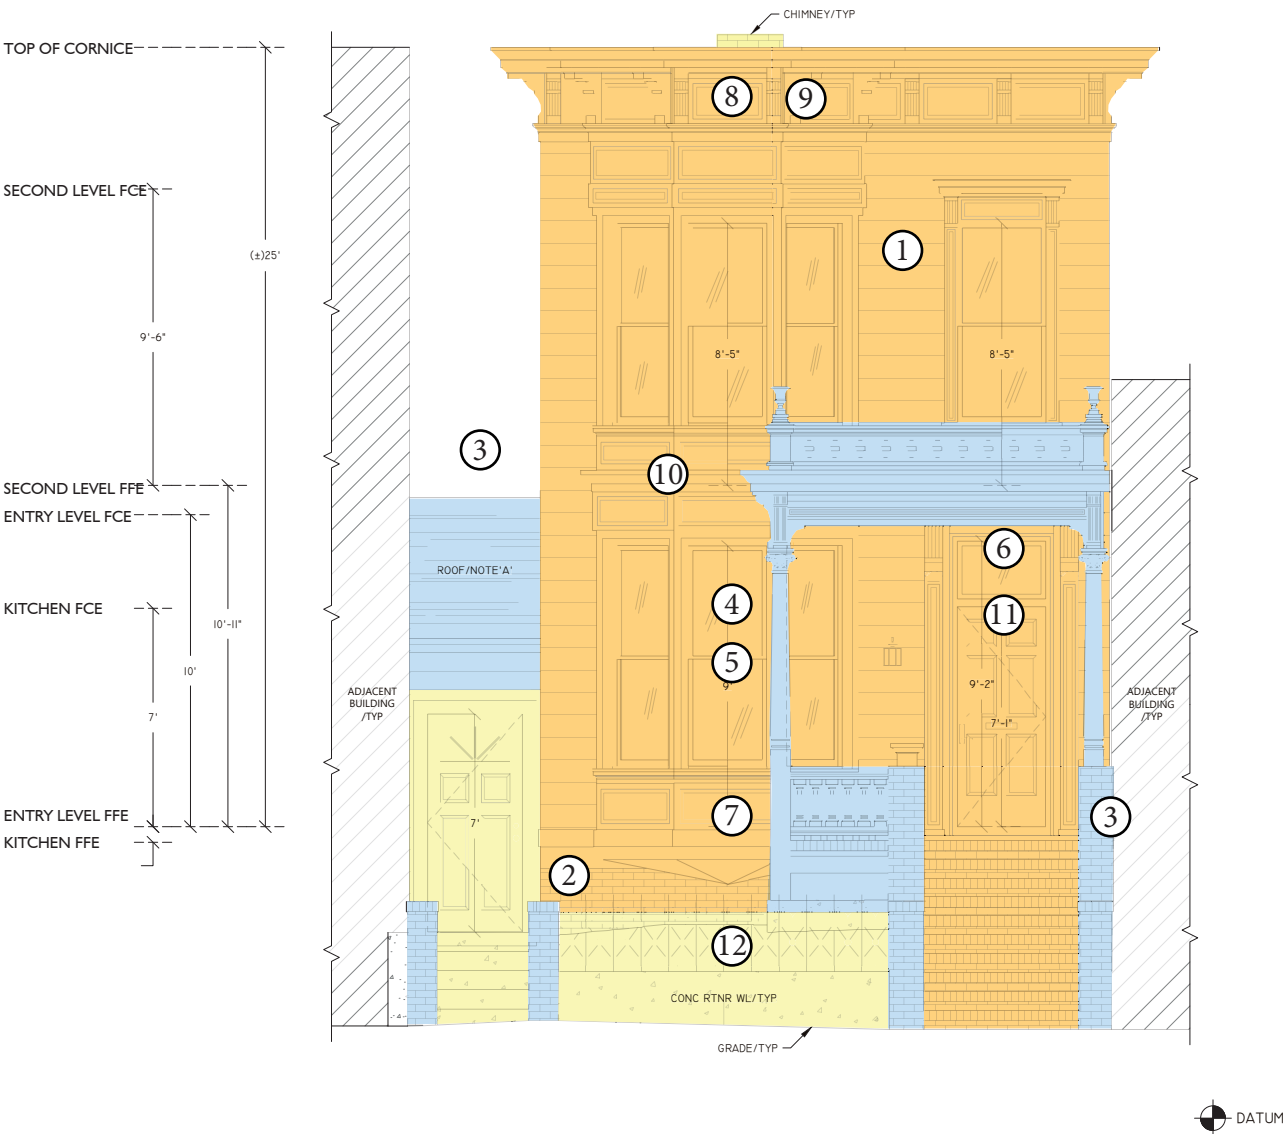 CHIMNEY/TYP
TOP OF CORNICE
8
9
SECOND LEVEL FCE
1
(±)25'
9'-6"
8'-5"
8'-5"
3
10
SECOND LEVEL FFE
ENTRY LEVEL FCE
6
ROOF/NOTE'A'
4
KITCHEN FCE
11
10'-11"
5
10'
9'
9'-2"
ADJACENT
BUILDING
/TYP
ADJACENT
BUILDING
/TYP
7'
7'-1"
ENTRY LEVEL FFE
7
3
7'
KITCHEN FFE
2
12
CONC RTNR WL/TYP
GRADE/TYP
DATUM